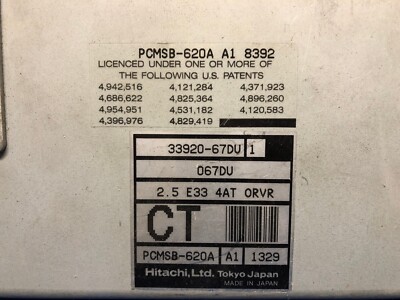 PCMSB-620A A1 8392
LICENCED UNDER ONE OR MORE OF
THE FOLLOWING U.S. PATENTS
4,942,516 4,121,284 4,371,923
4,686,622 4,825,364 4,896,260
4,954,951 4,531,182 4,120,583
4,396,976 4,829,419
33920-67DU 1
067DU
2.5 E33 4AT ORVR
CT
PCMSB-620A A1 1329
Hitachi,Ltd. Tokyo Japan
MADE IN JAPAN